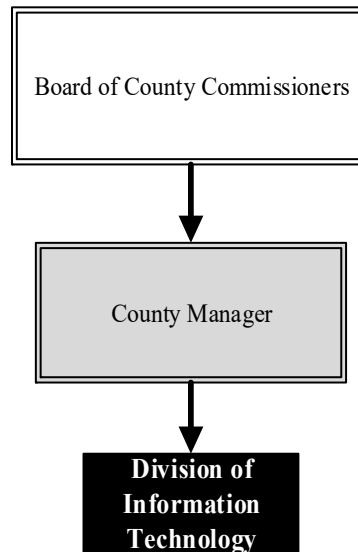 Board of County Commissioners
County Manager
Division of
Information
Technology